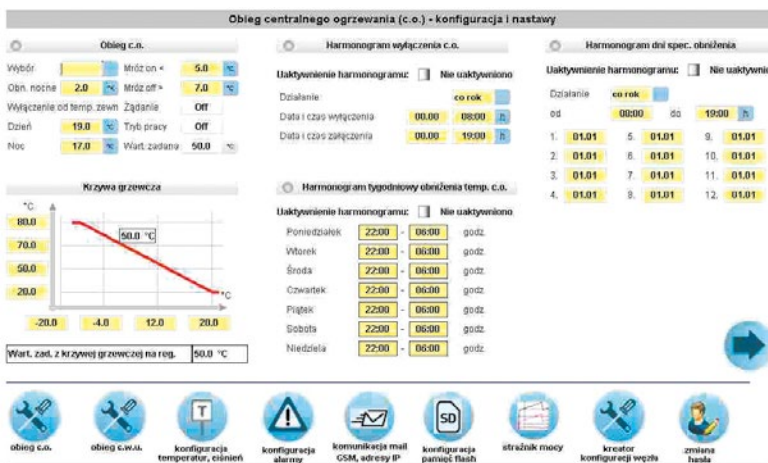 Obieg centralnego ogrzewania (c.o.) - konfiguracja i nastawy
Obieg c.o.
Wybór Mróz on < 5.0 °C
Obn. nocne 2.0 °C Mróz off > 7.0 °C
Wyłączenie od temp. zewn Żądanie Off
Dzień 19.0 °C Tryb pracy Off
Noc 17.0 °C Wart. zadana 50.0 °C
Krzywa grzewcza
°C
80.0
70.0
50.0
20.0
50.0 °C
°C
-20.0 -4.0 12.0 20.0
Wart. zad. z krzywej grzewczej na reg. 50.0 °C
Harmonogram wyłączenia c.o.
Uaktywnienie harmonogramu: Nie uaktywniono
Działanie co rok
Data i czas wyłączenia 00.00 08:00 h
Data i czas załączenia 00.00 19:00 h
Harmonogram tygodniowy obniżenia temp. c.o.
Uaktywnienie harmonogramu: Nie uaktywniono
Poniedziałek 22:00 - 06:00 godz.
Wtorek 22:00 - 06:00 godz.
Środa 22:00 - 06:00 godz.
Czwartek 22:00 - 06:00 godz.
Piątek 22:00 - 06:00 godz.
Sobota 22:00 - 06:00 godz.
Niedziela 22:00 - 06:00 godz.
Harmonogram dni spec. obniżenia
Uaktywnienie harmonogramu: Nie uaktywnie
Działanie co rok
od 00:00 do 19:00 h
1. 01.01 5. 01.01 9. 01.01
2. 01.01 6. 01.01 10. 01.01
3. 01.01 7. 01.01 11. 01.01
4. 01.01 8. 01.01 12. 01.01
T
SD
obieg c.o.
obieg c.w.u.
konfiguracja
temperatur, ciśnień
konfiguracja
alarmy
komunikacja mail
GSM, adresy IP
konfiguracja
pamięć flash
strażnik mocy
kreator
konfiguracji węzła
zmiana
hasła